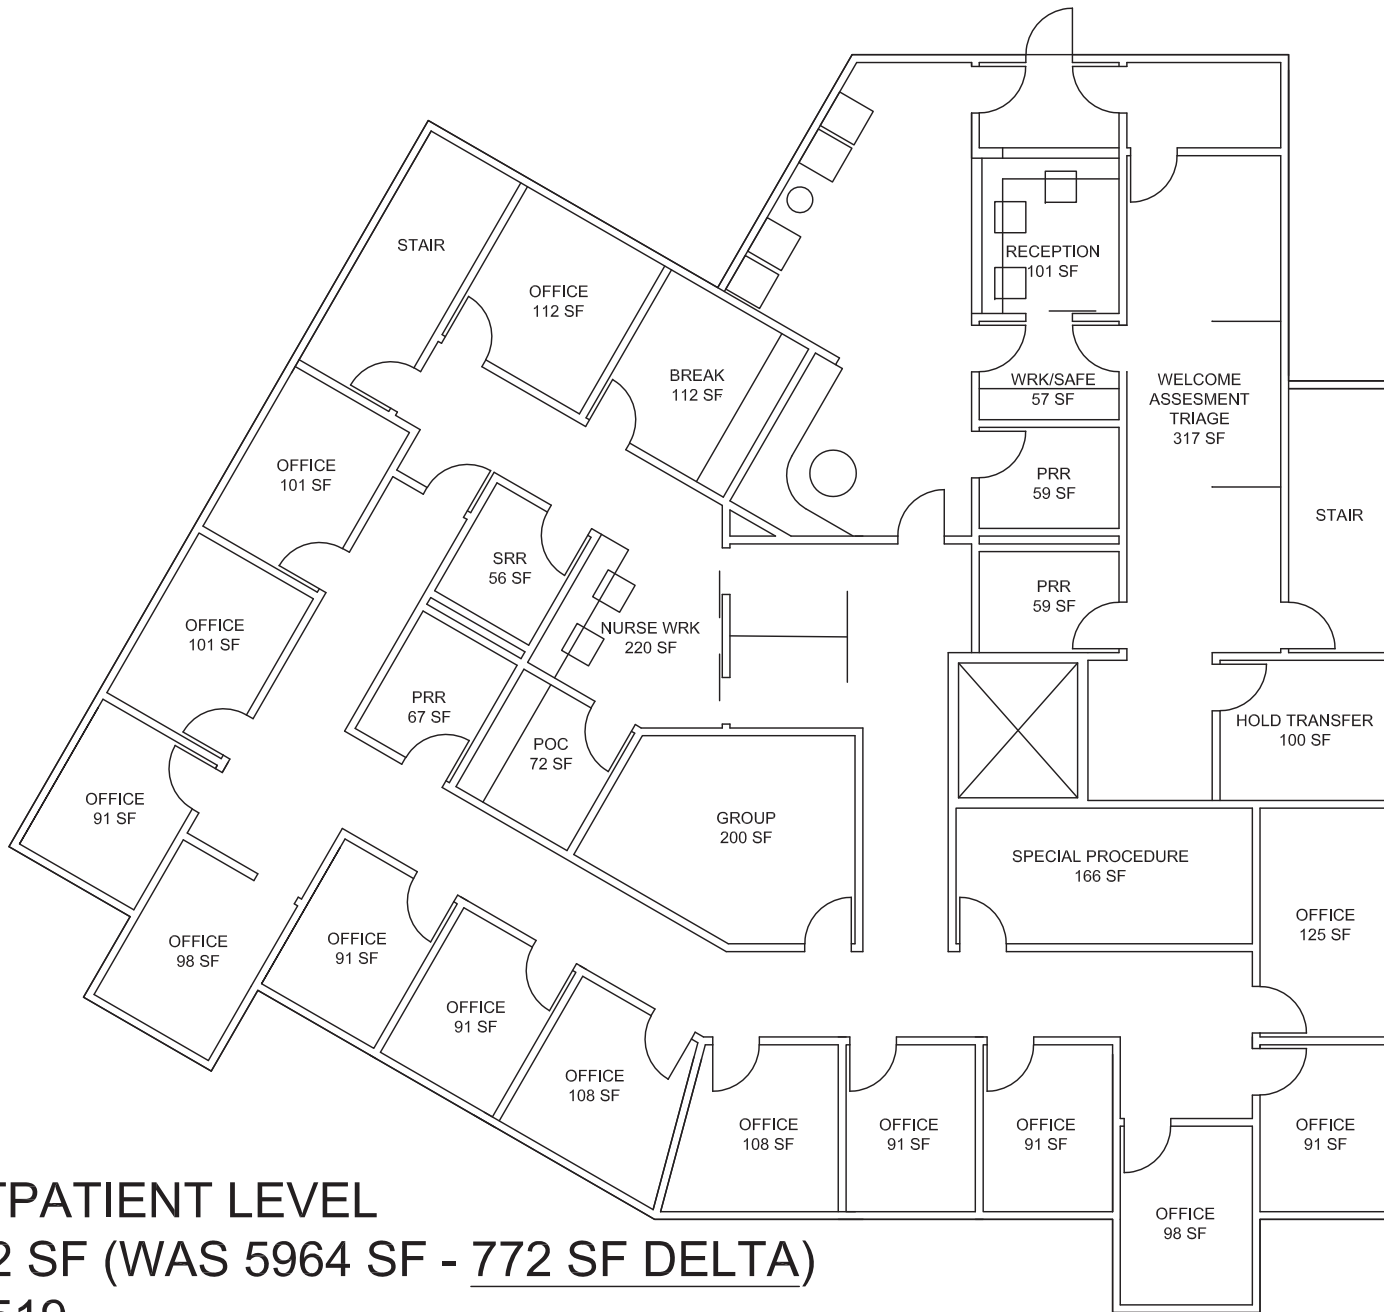 STAIR
OFFICE
112 SF
BREAK
112 SF
RECEPTION
101 SF
WRK/SAFE
57 SF
WELCOME
ASSESMENT
TRIAGE
317 SF
OFFICE
101 SF
PRR
59 SF
STAIR
SRR
56 SF
PRR
59 SF
OFFICE
101 SF
NURSE WRK
220 SF
PRR
67 SF
POC
72 SF
HOLD TRANSFER
100 SF
OFFICE
91 SF
GROUP
200 SF
SPECIAL PROCEDURE
166 SF
OFFICE
98 SF
OFFICE
91 SF
OFFICE
125 SF
OFFICE
91 SF
OFFICE
108 SF
OFFICE
108 SF
OFFICE
91 SF
OFFICE
91 SF
OFFICE
91 SF
OFFICE
98 SF
TPATIENT LEVEL
2 SF (WAS 5964 SF - 772 SF DELTA)